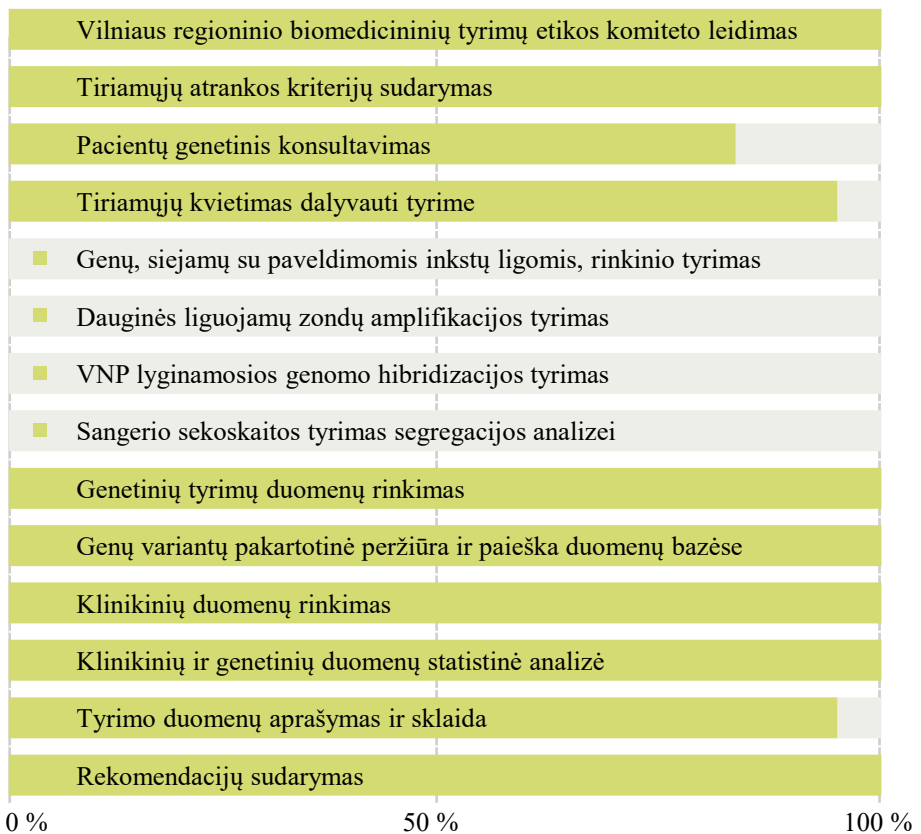 Vilniaus regioninio biomedicininių tyrimų etikos komiteto leidimas
Tiriamųjų atrankos kriterijų sudarymas
Pacientų genetinis konsultavimas
Tiriamųjų kvietimas dalyvauti tyrime
Genų, siejamų su paveldimomis inkstų ligomis, rinkinio tyrimas
Dauginės liguojamų zondų amplifikacijos tyrimas
VNP lyginamosios genomo hibridizacijos tyrimas
Sangerio sekoskaitos tyrimas segregacijos analizei
Genetinių tyrimų duomenų rinkimas
Genų variantų pakartotinė peržiūra ir paieška duomenų bazėse
Klinikinių duomenų rinkimas
Klinikinių ir genetinių duomenų statistinė analizė
Tyrimo duomenų aprašymas ir sklaida
Rekomendacijų sudarymas
0 % 50 % 100 %